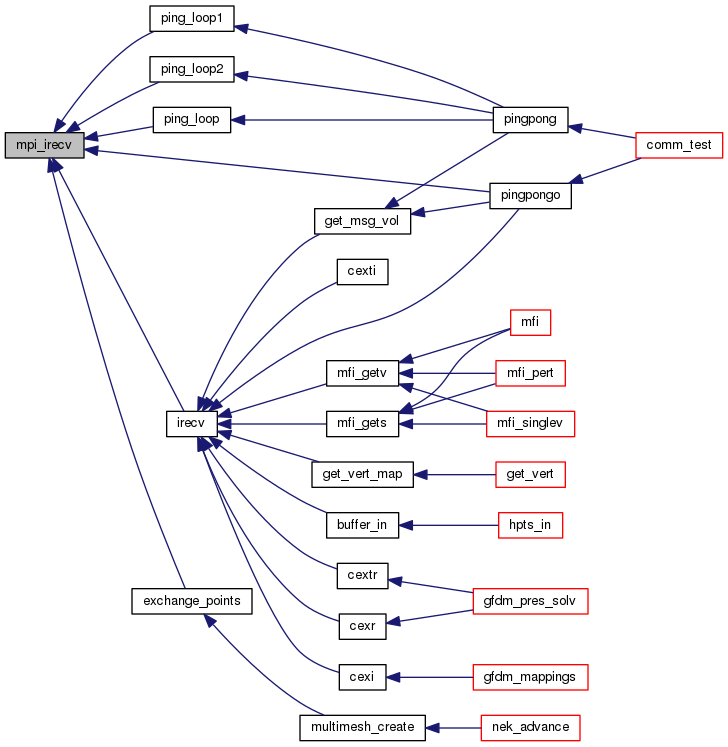 ping_loop1
ping_loop2
ping_loop
pingpong
mpi_irecv
comm_test
pingpongo
get_msg_vol
cexti
mfi
mfi_getv
mfi_pert
irecv
mfi_gets
mfi_singlev
get_vert_map
get_vert
buffer_in
hpts_in
cextr
exchange_points
gfdm_pres_solv
cexr
cexi
gfdm_mappings
multimesh_create
nek_advance